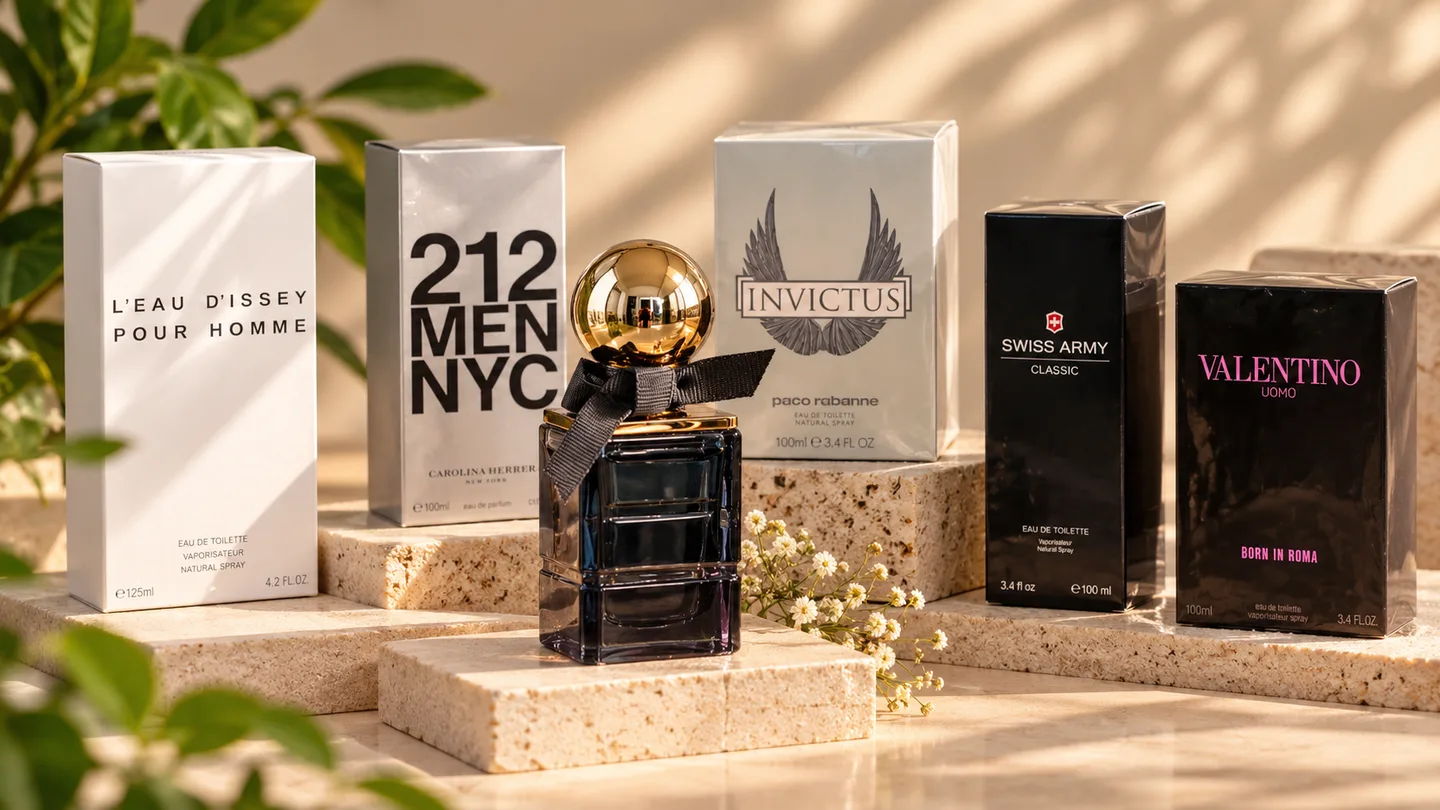 L'EAU D'ISSEY
POUR HOMME
EAU DE TOILETTE
VAPORISATEUR
NATURAL SPRAY
℮125ml
4.2 FL.OZ.
212
MEN
NYC
CAROLINA HERRER
NEW YORK
℮100ml
eau de parfum
INVICTUS
paco rabanne
EAU DE TOILETTE
NATURAL SPRAY
100ml ℮ 3.4 FL OZ
SWISS ARMY
CLASSIC
EAU DE TOILETTE
Vaporisateur
Natural Spray
3.4 fl oz
℮100 ml
VALENTINO
UOMO
BORN IN ROMA
100ml
eau de toilette
vaporisateur spray
3.4 FL.OZ.